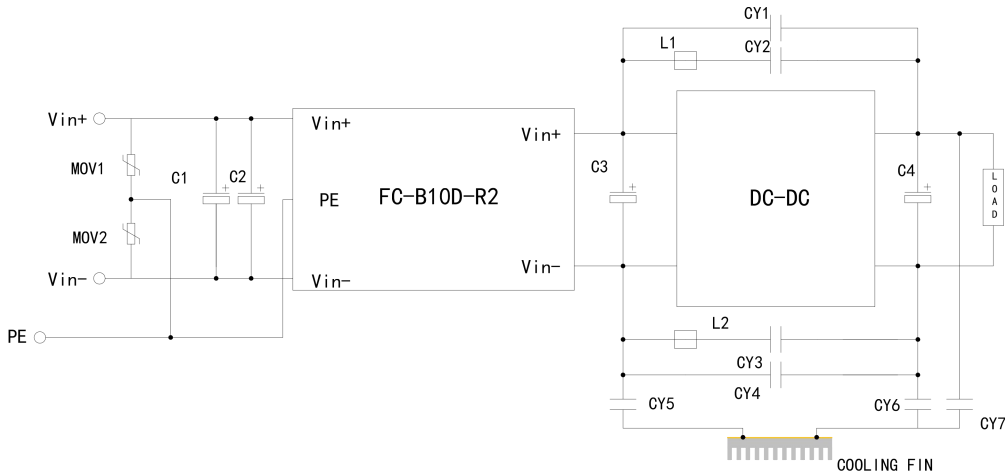 CY1
L1
CY2
Vin+
Vin+
Vin+
MOV1
C1
C2
C3
C4
PE
FC-B10D-R2
DC-DC
LOAD
MOV2
Vin-
Vin-
Vin-
PE
L2
CY3
CY4
CY5
CY6
CY7
COOLING FIN